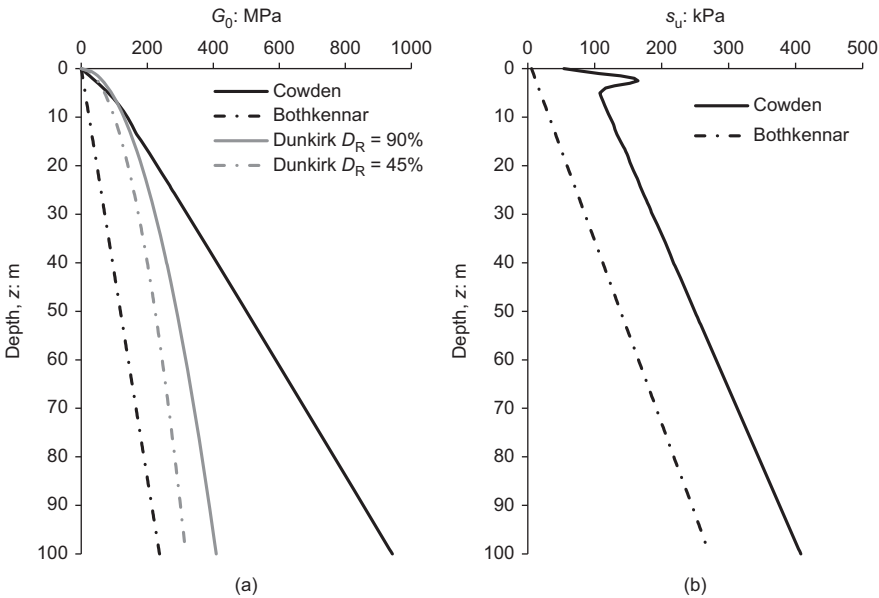 G0: MPa
0 200 400 600 800 1000
0
10
20
30
40
50
60
70
80
90
100
Depth, z: m
Cowden
Bothkennar
Dunkirk DR = 90%
Dunkirk DR = 45%
(a)
su: kPa
0 100 200 300 400 500
0
10
20
30
40
50
60
70
80
90
100
Depth, z: m
Cowden
Bothkennar
(b)